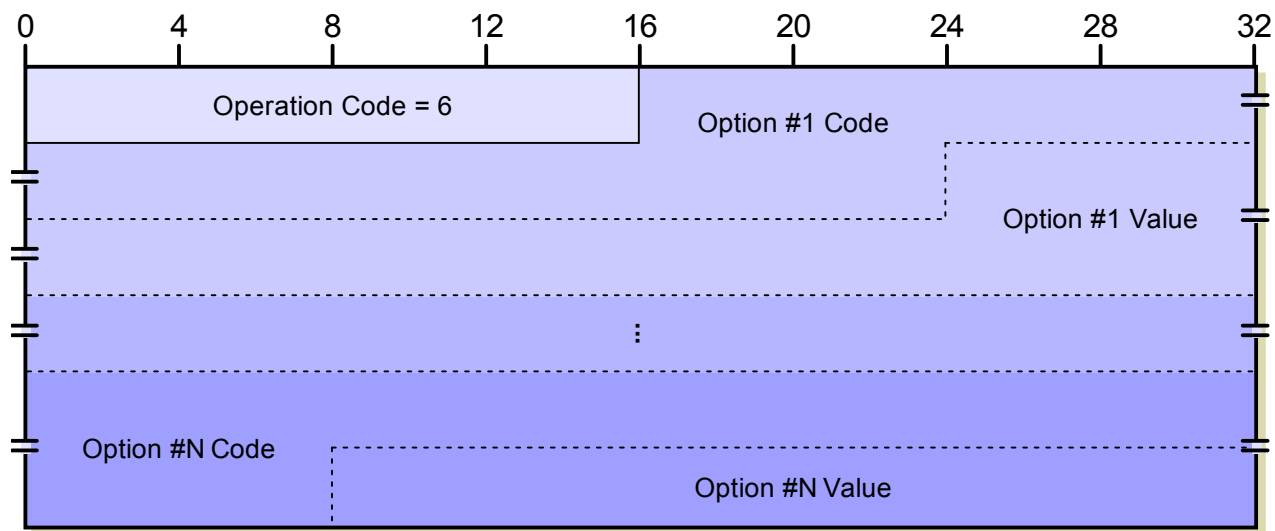 0 4 8 12 16 20 24 28 32
Operation Code = 6
Option #1 Code
Option #1 Value
⋮
Option #N Code
Option #N Value